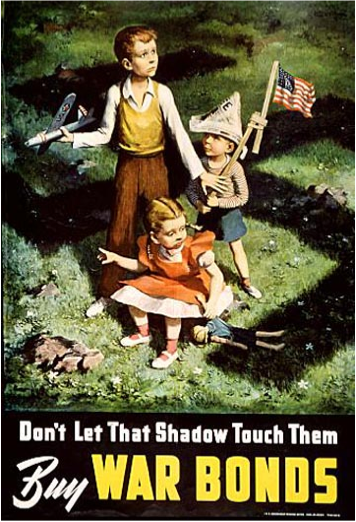 Don't Let That Shadow Touch Them
Buy WAR BONDS